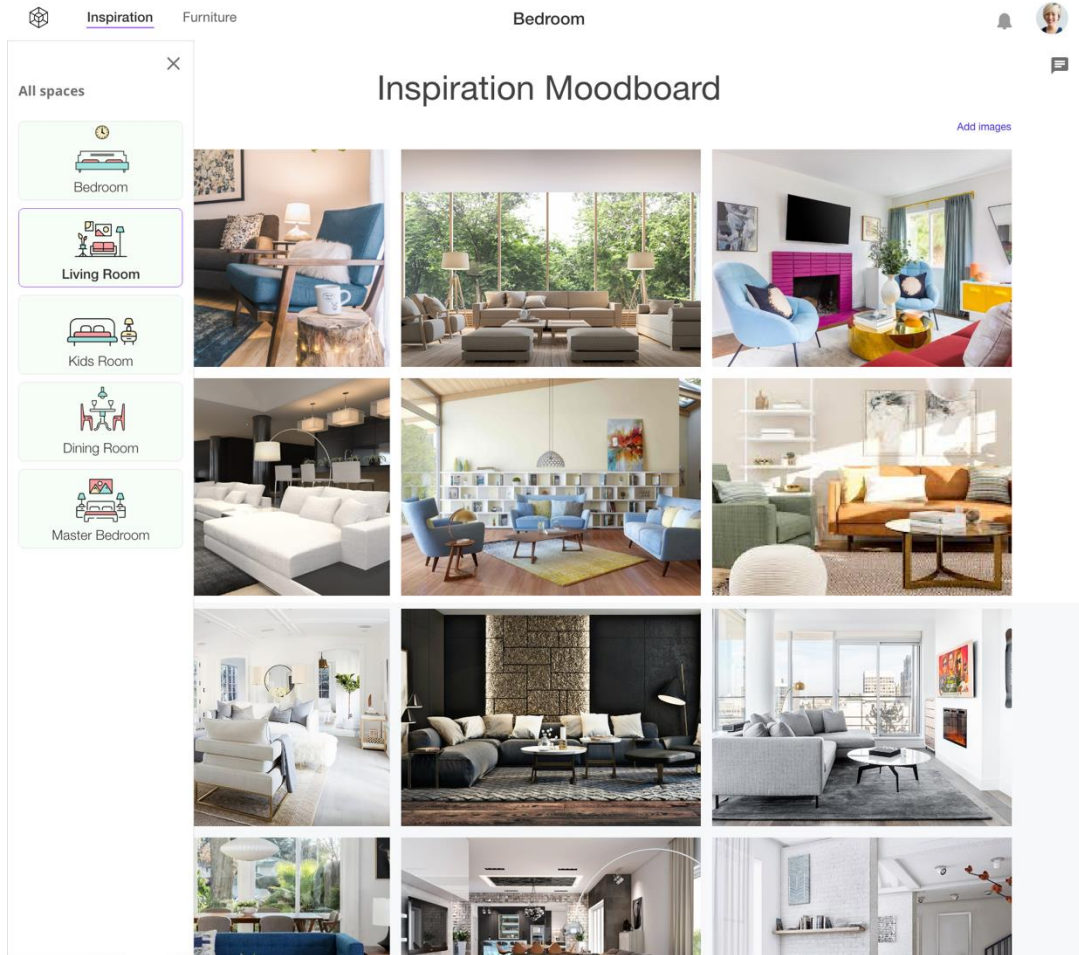 Inspiration
Furniture
Bedroom
All spaces
Inspiration Moodboard
Add images
Bedroom
Living Room
Kids Room
Dining Room
Master Bedroom